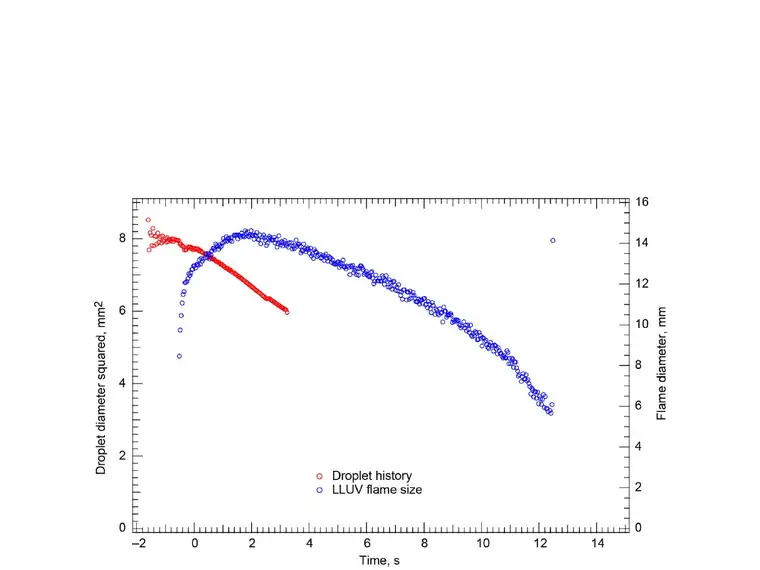 16
8
14
12
6
10
8
4
6
4
2
2
0
0
Droplet diameter squared, mm2
Flame diameter, mm
Droplet history
LLUV flame size
–2 0 2 4 6 8 10 12 14
Time, s